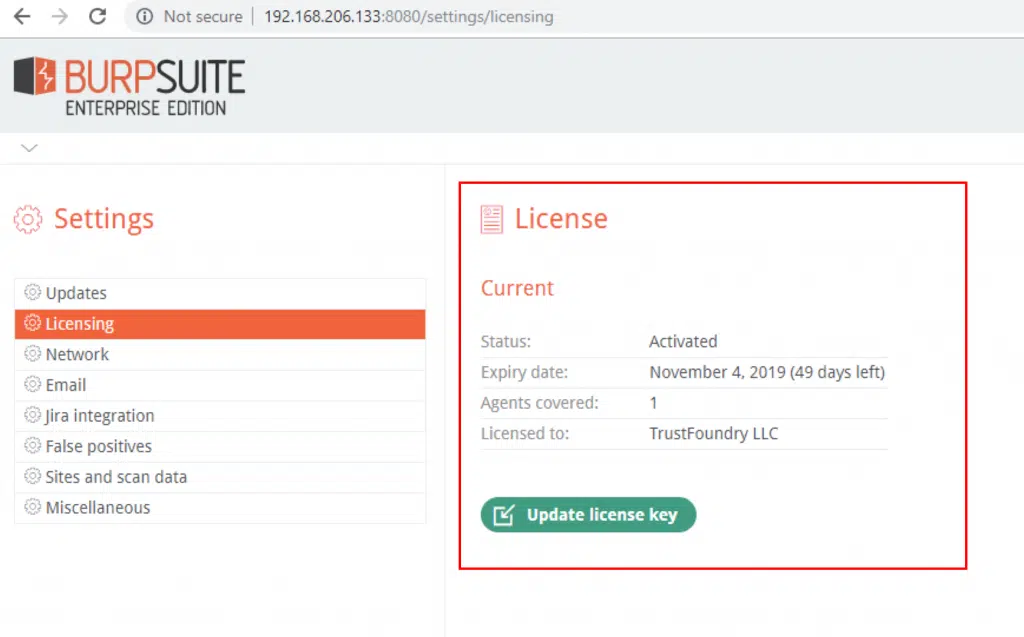 Not secure | 192.168.206.133:8080/settings/licensing
BURPSUITE
ENTERPRISE EDITION
Settings
Updates
Licensing
Network
Email
Jira integration
False positives
Sites and scan data
Miscellaneous
License
Current
Status: Activated
Expiry date: November 4, 2019 (49 days left)
Agents covered: 1
Licensed to: TrustFoundry LLC
Update license key